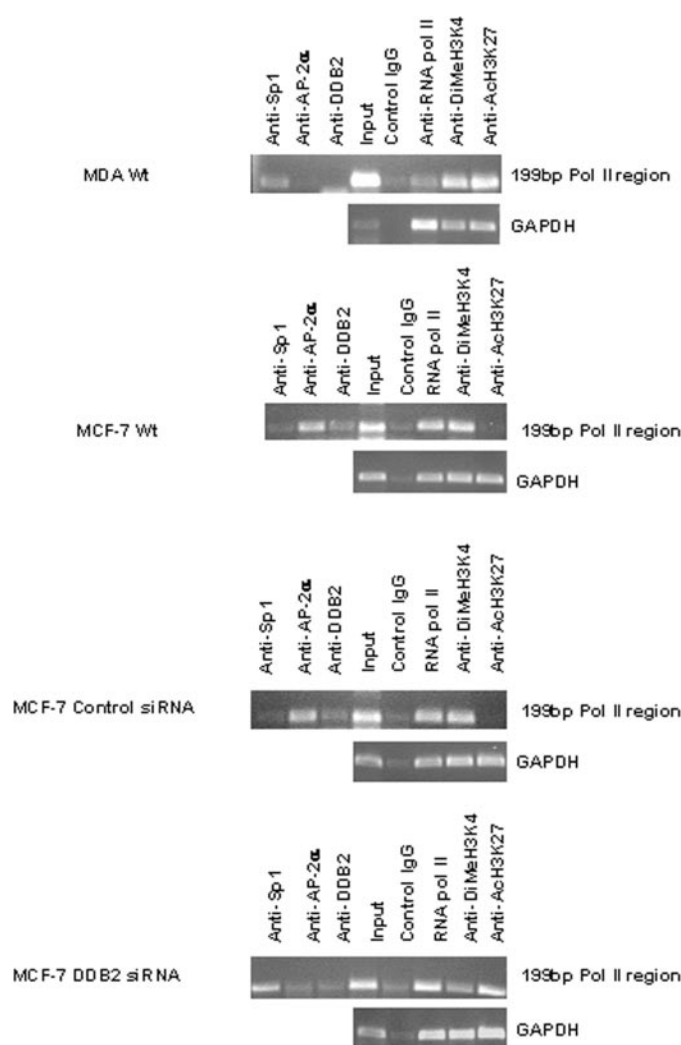 Anti-Sp1 Anti-AP-2α Anti-DDB2 Input Control IgG Anti-RNA pol II Anti-DiMeH3K4 Anti-AcH3K27
MDA Wt 199bp Pol II region
GAPDH
Anti-Sp1 Anti-AP-2α Anti-DDB2 Input Control IgG RNA pol II Anti-DiMeH3K4 Anti-AcH3K27
MCF-7 Wt 199bp Pol II region
GAPDH
Anti-Sp1 Anti-AP-2α Anti-DDB2 Input Control IgG RNA pol II Anti-DiMeH3K4 Anti-AcH3K27
MCF-7 Control siRNA 199bp Pol II region
GAPDH
Anti-Sp1 Anti-AP-2α Anti-DDB2 Input Control IgG RNA pol II Anti-DiMeH3K4 Anti-AcH3K27
MCF-7 DDB2 siRNA 199bp Pol II region
GAPDH